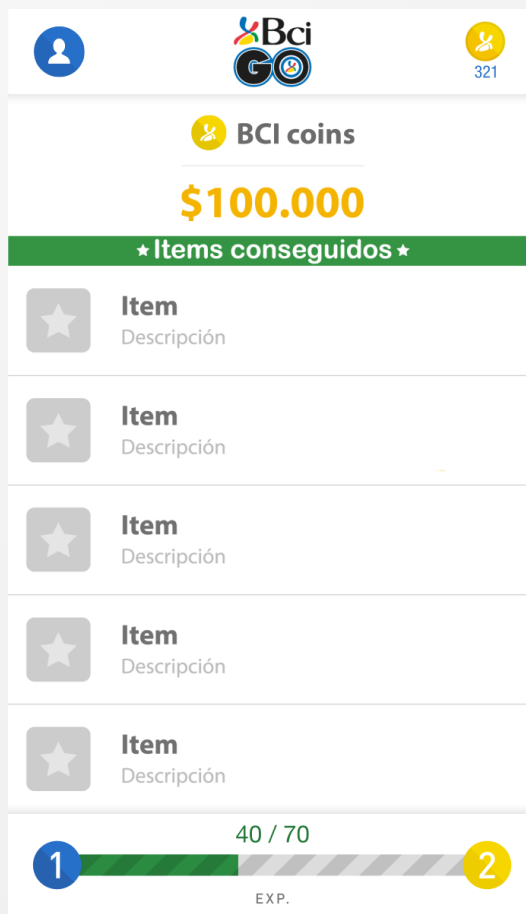 Bci
GO
321
BCI coins
$100.000
Items conseguidos
Item
Descripción
Item
Descripción
Item
Descripción
Item
Descripción
Item
Descripción
40 / 70
1
2
EXP.